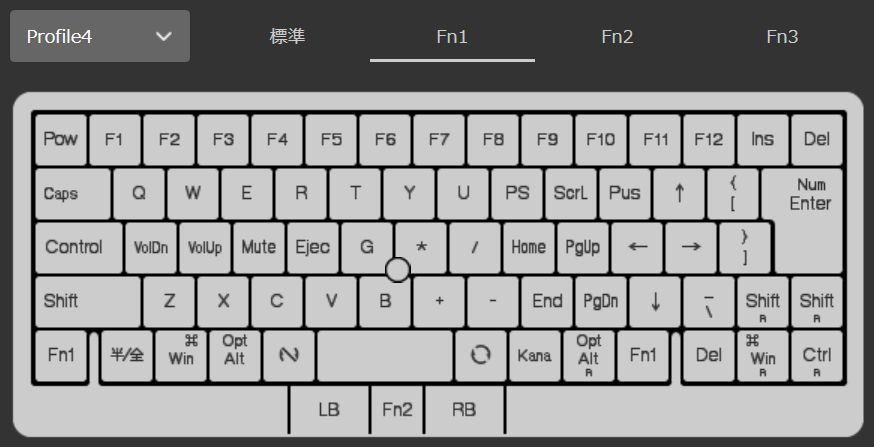 Profile4 標準 Fn1 Fn2 Fn3
Pow F1 F2 F3 F4 F5 F6 F7 F8 F9 F10 F11 F12 Ins Del
Caps Q W E R T Y U PS ScrL Pus ↑ { [ Num Enter
Control VolDn VolUp Mute Ejec G * / Home PgUp ← → } ]
Shift Z X C V B + - End PgDn ↓ _ \ Shift R Shift R
Fn1 半/全 ⌘ Win Opt Alt Kana Opt Alt R Fn1 Del ⌘ Win R Ctrl R
LB Fn2 RB